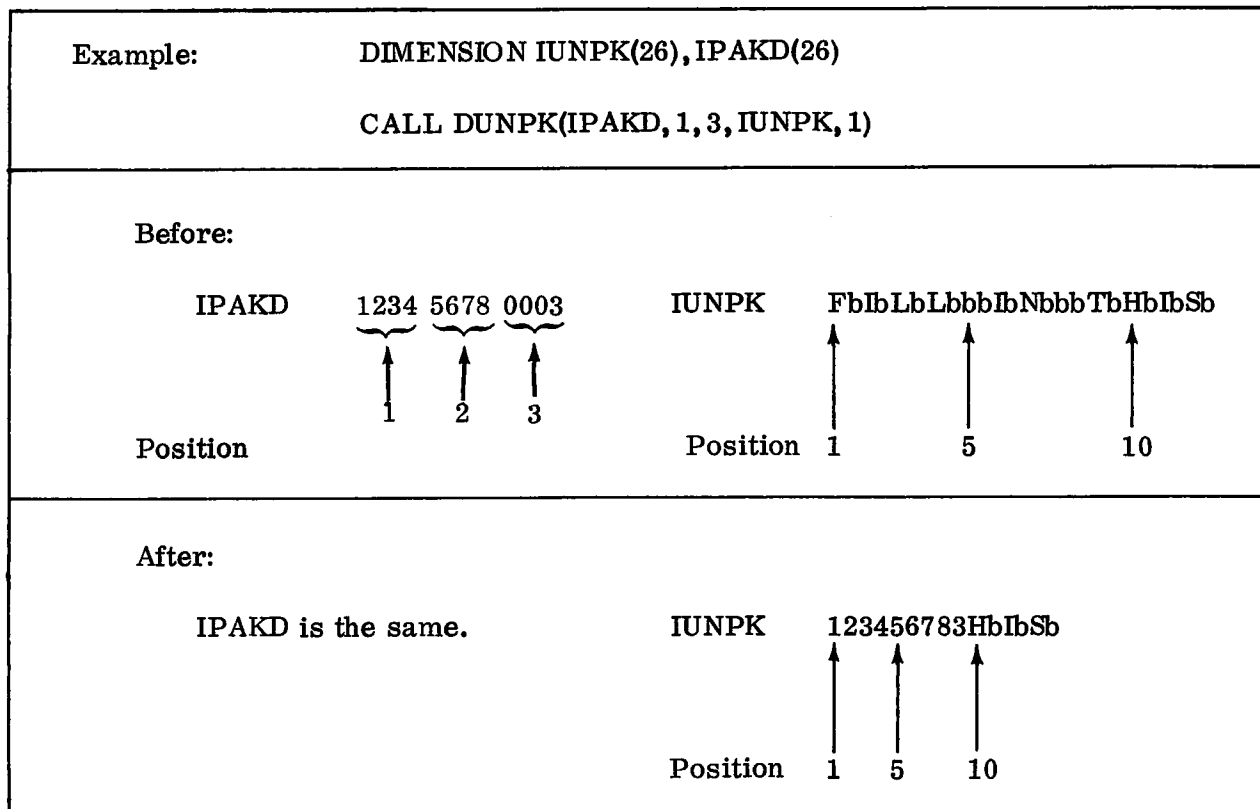 Example: DIMENSION IUNPK(26), IPAKD(26)
CALL DUNPK(IPAKD, 1, 3, IUNPK, 1)
Before:
IPAKD 1234 5678 0003 IUNPK FbIbLbLbbbIbNbbbTbHbIbSb
1 2 3
Position Position 1 5 10
After:
IPAKD is the same. IUNPK 123456783HbIbSb
Position 1 5 10